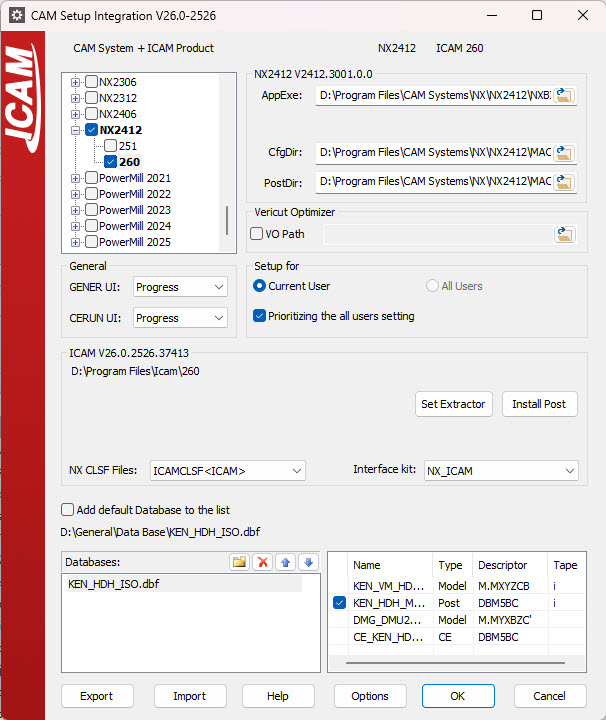 CAM Setup Integration V26.0-2526
ICAM
CAM System + ICAM Product
NX2412 ICAM 260
NX2306
NX2312
NX2406
NX2412
251
260
PowerMill 2021
PowerMill 2022
PowerMill 2023
PowerMill 2024
PowerMill 2025
NX2412 V2412.3001.0.0
AppExe: D:\Program Files\CAM Systems\NX\NX2412\NXBI
CfgDir: D:\Program Files\CAM Systems\NX\NX2412\MAC
PostDir: D:\Program Files\CAM Systems\NX\NX2412\MAC
Vericut Optimizer
VO Path
General
GENER UI: Progress
CERUN UI: Progress
Setup for
Current User All Users
Prioritizing the all users setting
ICAM V26.0.2526.37413
D:\Program Files\Icam\260
Set Extractor Install Post
NX CLSF Files: ICAMCLSF<ICAM> Interface kit: NX_ICAM
Add default Database to the list
D:\General\Data Base\KEN_HDH_ISO.dbf
Databases:
KEN_HDH_ISO.dbf
Name Type Descriptor Tape
KEN_VM_HD... Model M.MXYZCB i
KEN_HDH_M... Post DBM5BC i
DMG_DMU2... Model M.MYXBZC'
CE_KEN_HD... CE DBM5BC
Export Import Help Options OK Cancel